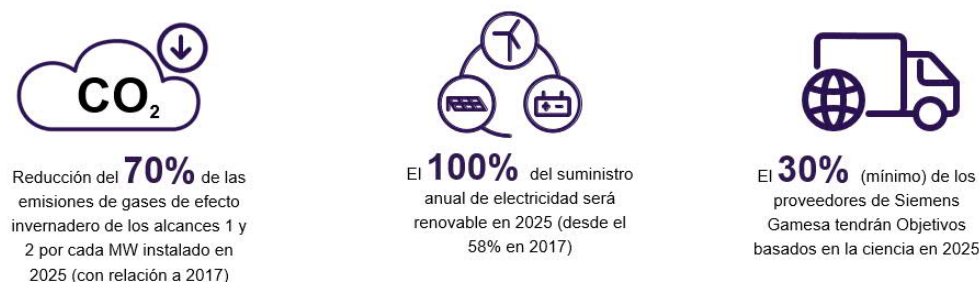 CO2
Reducción del 70% de las
emisiones de gases de efecto
invernadero de los alcances 1 y
2 por cada MW instalado en
2025 (con relación a 2017)
El 100% del suministro
anual de electricidad será
renovable en 2025 (desde el
58% en 2017)
El 30% (mínimo) de los
proveedores de Siemens
Gamesa tendrán Objetivos
basados en la ciencia en 2025